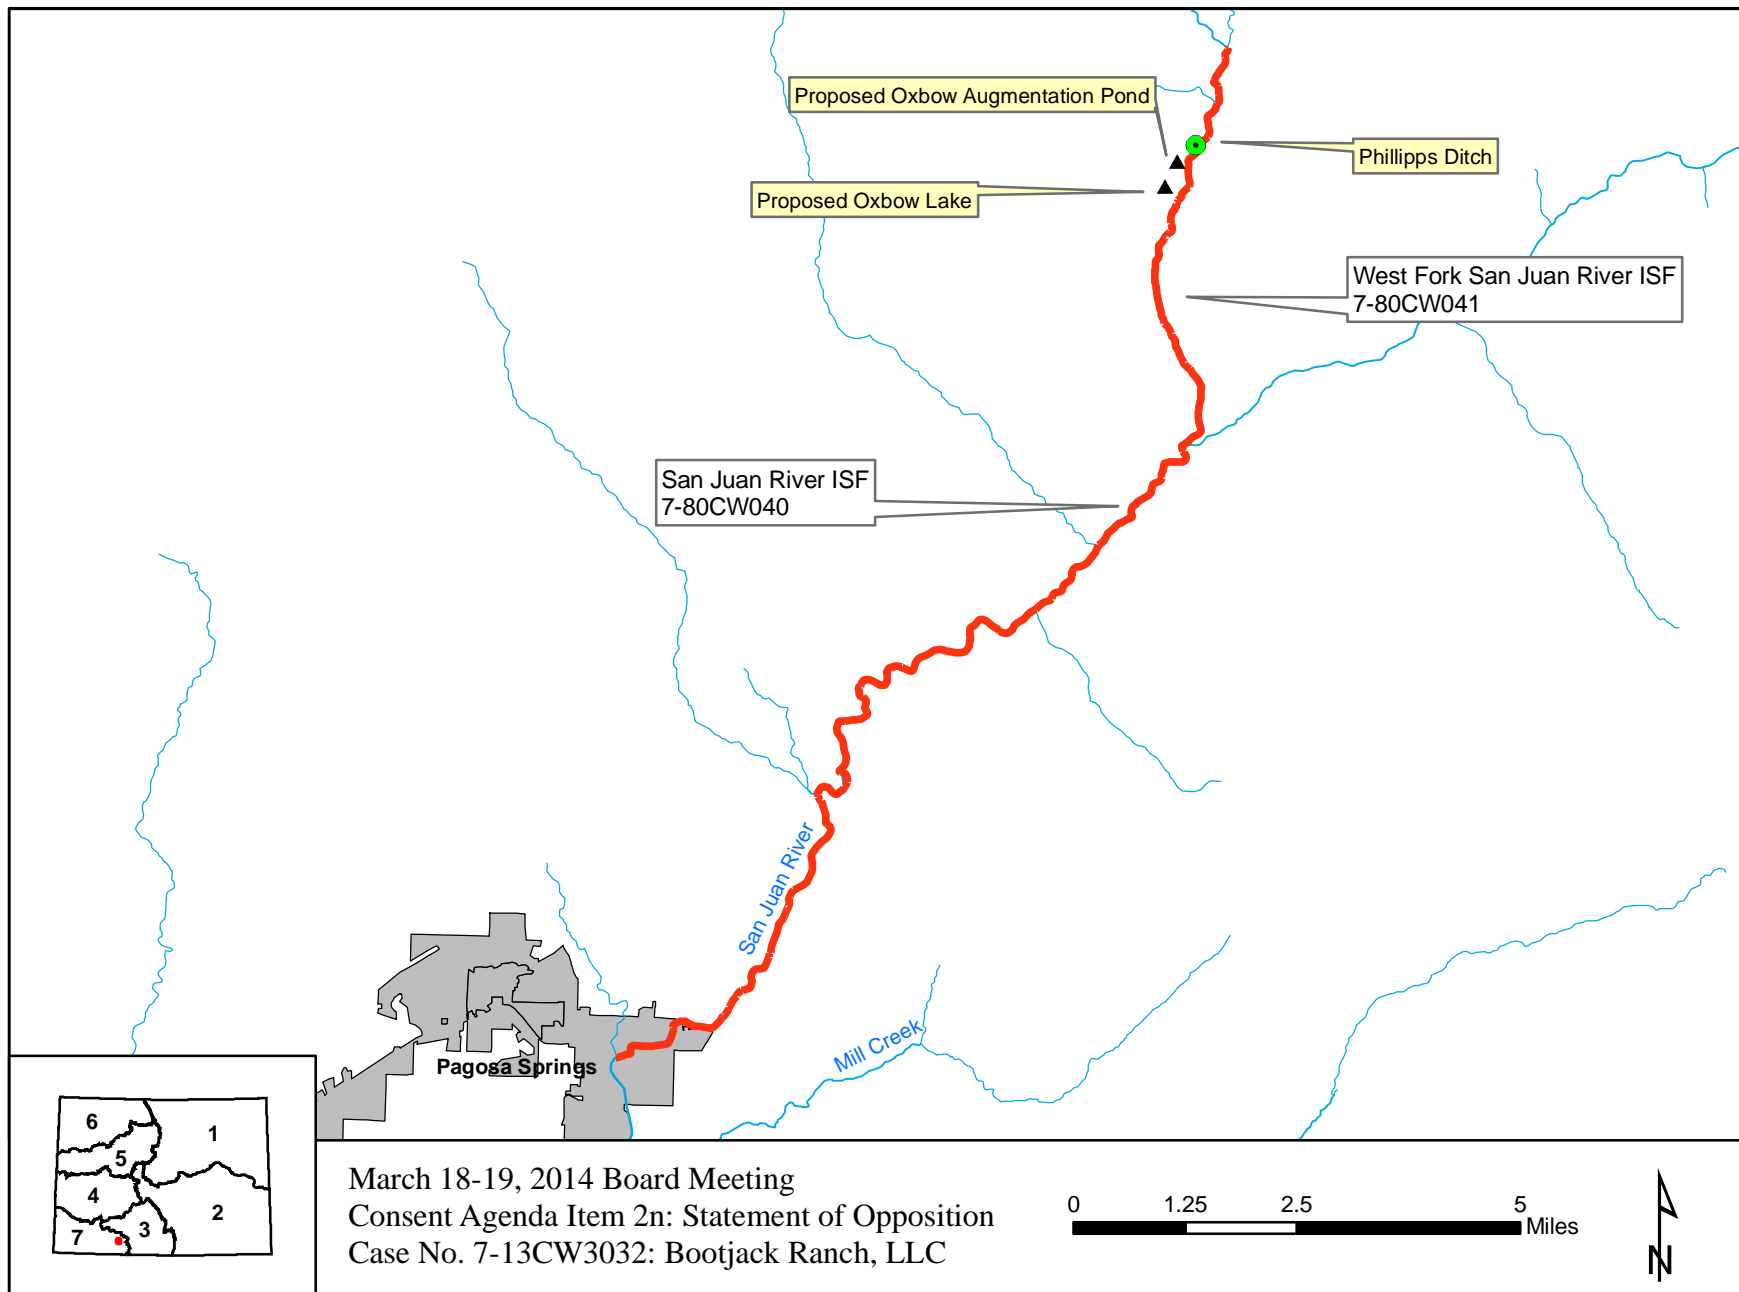 Proposed Oxbow Augmentation Pond
Phillipps Ditch
Proposed Oxbow Lake
West Fork San Juan River ISF
7-80CW041
San Juan River ISF
7-80CW040
San Juan River
Mill Creek
Pagosa Springs
6
1
5
4
2
7
3
March 18-19, 2014 Board Meeting
Consent Agenda Item 2n: Statement of Opposition
Case No. 7-13CW3032: Bootjack Ranch, LLC
0 1.25 2.5 5
Miles
N